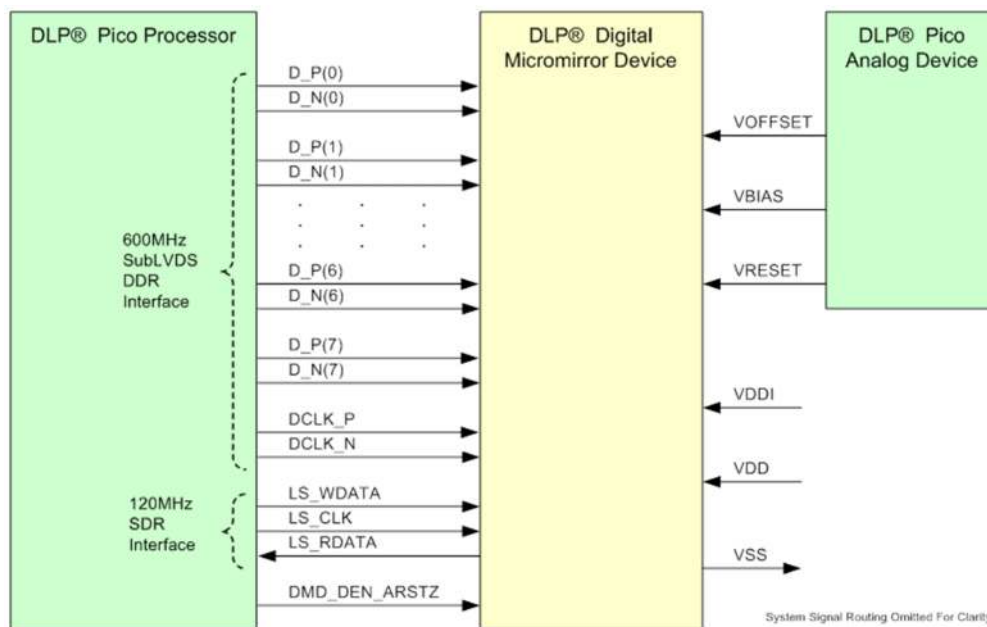 DLP® Pico Processor
DLP® Digital
Micromirror Device
DLP® Pico
Analog Device
D_P(0)
D_N(0)
D_P(1)
D_N(1)
D_P(6)
D_N(6)
D_P(7)
D_N(7)
DCLK_P
DCLK_N
600MHz
SubLVDS
DDR
Interface
LS_WDATA
LS_CLK
LS_RDATA
120MHz
SDR
Interface
DMD_DEN_ARSTZ
VOFFSET
VBIAS
VRESET
VDDI
VDD
VSS
System Signal Routing Omitted For Clarity